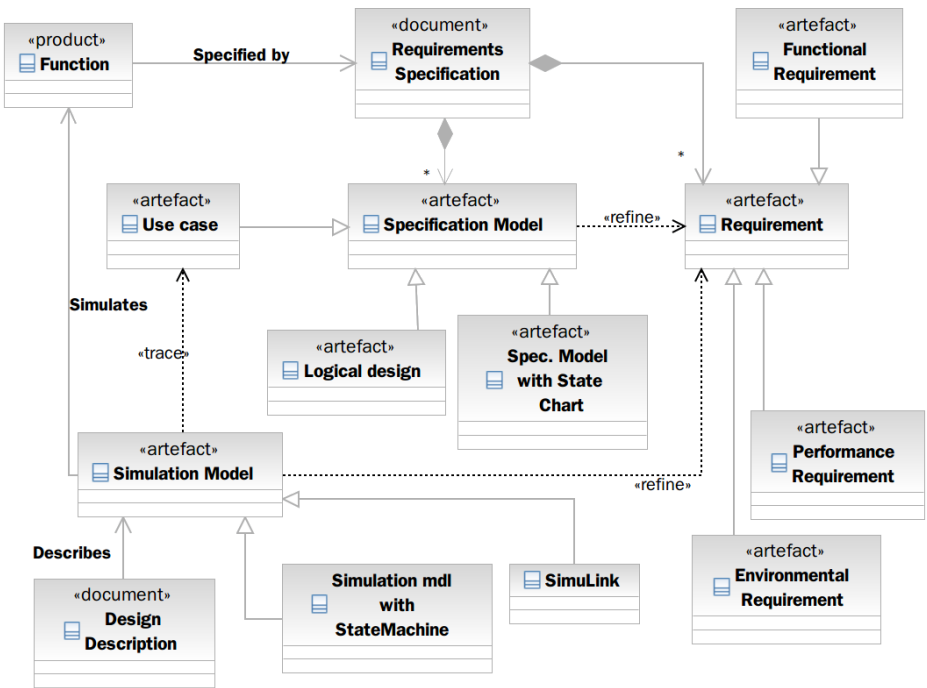 «product»
Function
Specified by
«document»
Requirements
Specification
«artefact»
Functional
Requirement
*
*
«artefact»
Use case
«artefact»
Specification Model
«refine»
«artefact»
Requirement
Simulates
«trace»
«artefact»
Logical design
«artefact»
Spec. Model
with State
Chart
«artefact»
Simulation Model
«refine»
«artefact»
Performance
Requirement
Describes
«document»
Design
Description
Simulation mdl
with
StateMachine
SimuLink
«artefact»
Environmental
Requirement